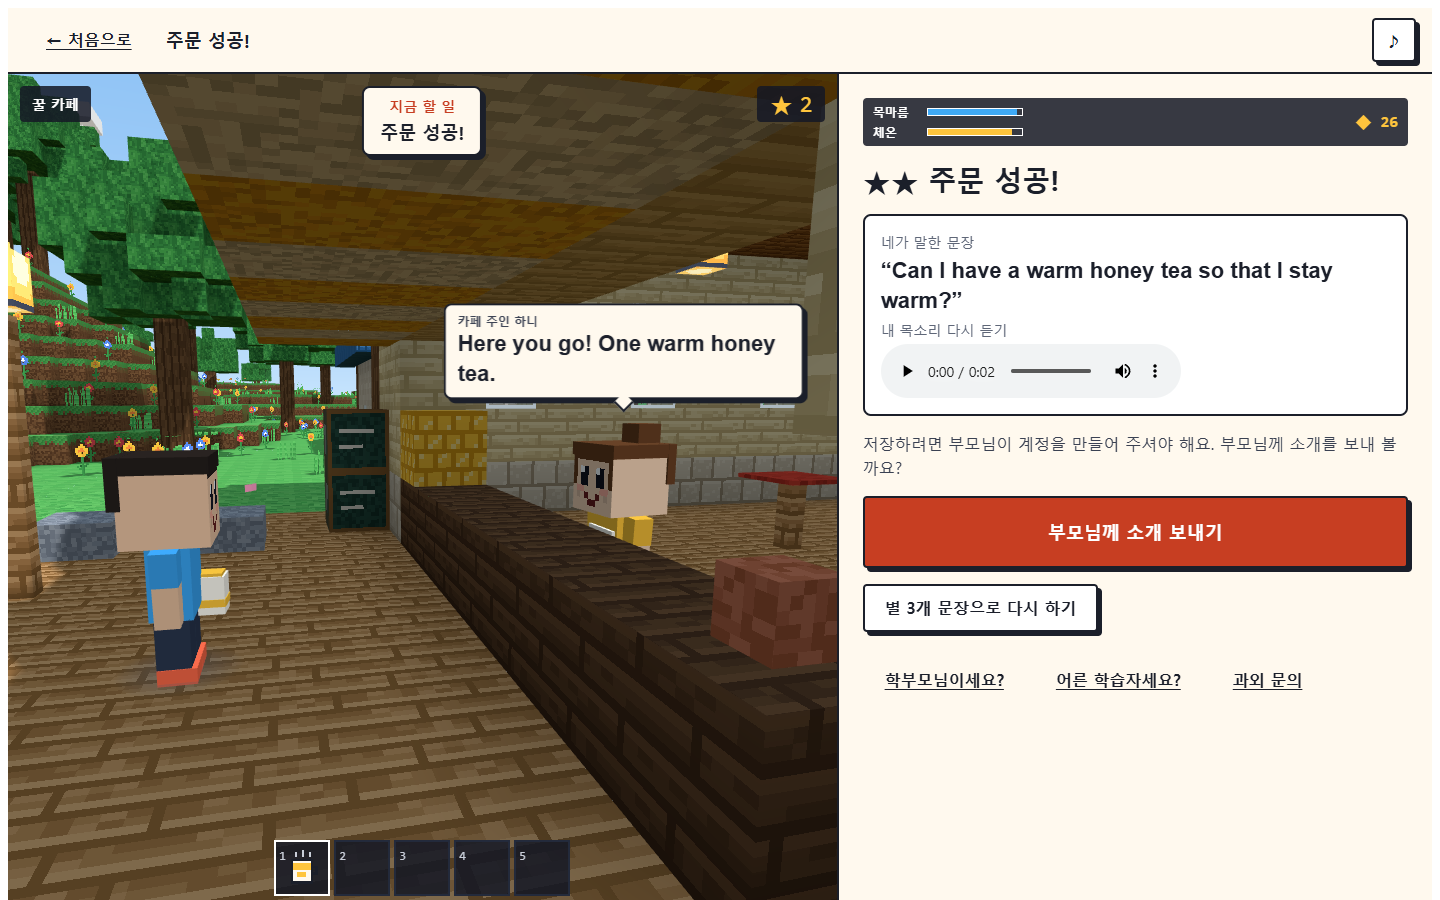 ← 처음으로
주문 성공!
♪
꿀 카페
지금 할 일
주문 성공!
★ 2
카페 주인 하니
Here you go! One warm honey
tea.
1
2
3
4
5
목마름
체온
◆ 26
★★ 주문 성공!
네가 말한 문장
“Can I have a warm honey tea so that I stay
warm?”
내 목소리 다시 듣기
0:00 / 0:02
저장하려면 부모님이 계정을 만들어 주셔야 해요. 부모님께 소개를 보내 볼
까요?
부모님께 소개 보내기
별 3개 문장으로 다시 하기
학부모님이세요?
어른 학습자세요?
과외 문의